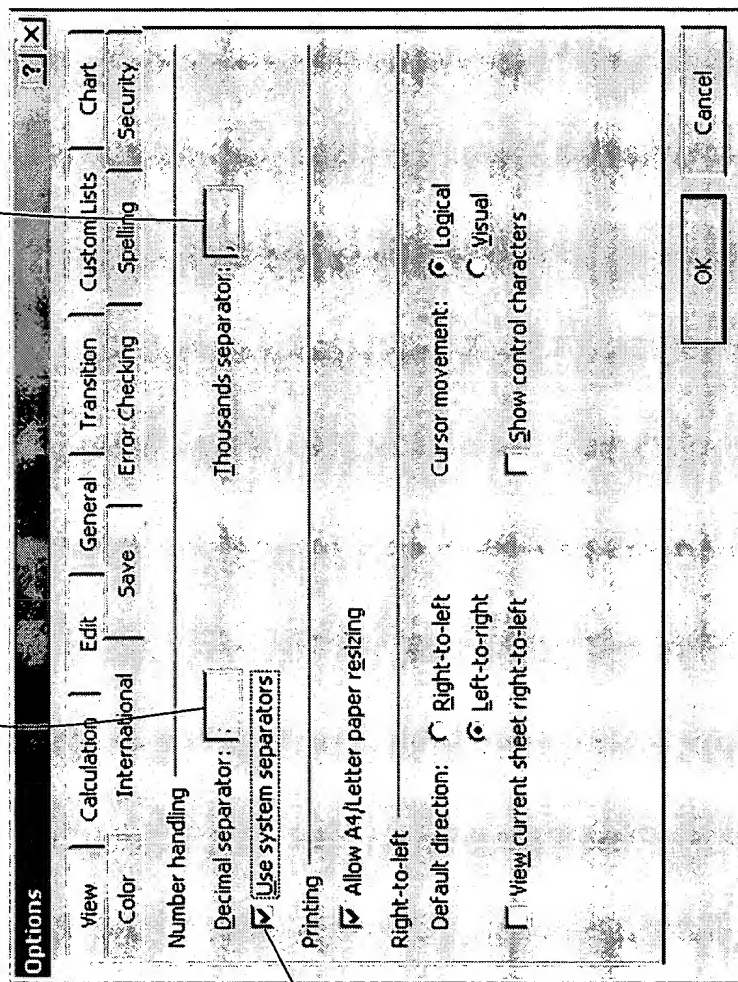 Options ? X
View Calculation Edit General Transition Custom Lists Chart
Color International Save Error Checking Spelling Security
Number handling
Decimal separator: . Thousands separator: ,
Use system separators
Printing
Allow A4/Letter paper resizing
Right-to-left
Default direction: Right-to-left Cursor movement: Logical
Left-to-right Visual
View current sheet right-to-left Show control characters
OK Cancel